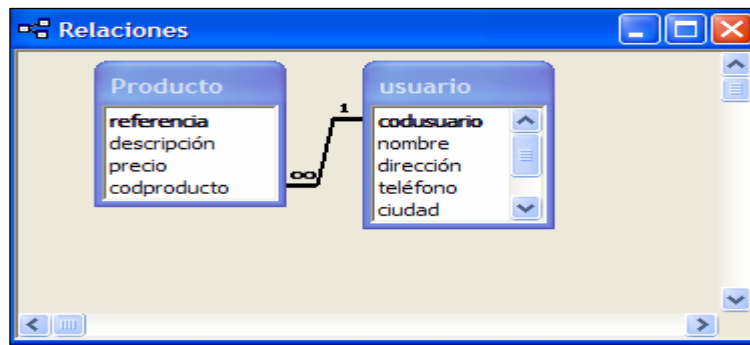 Relaciones
Producto
referencia
descripción
precio
codproducto
∞
1
usuario
codusuario
nombre
dirección
teléfono
ciudad